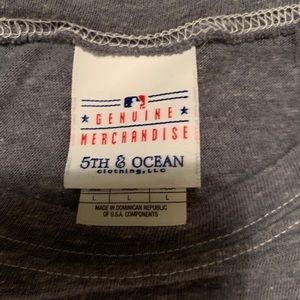 GENUINE
MERCHANDISE
5TH & OCEAN
clothing, LLC
L L L
MADE IN DOMINICAN REPUBLIC
OF U.S.A. COMPONENTS